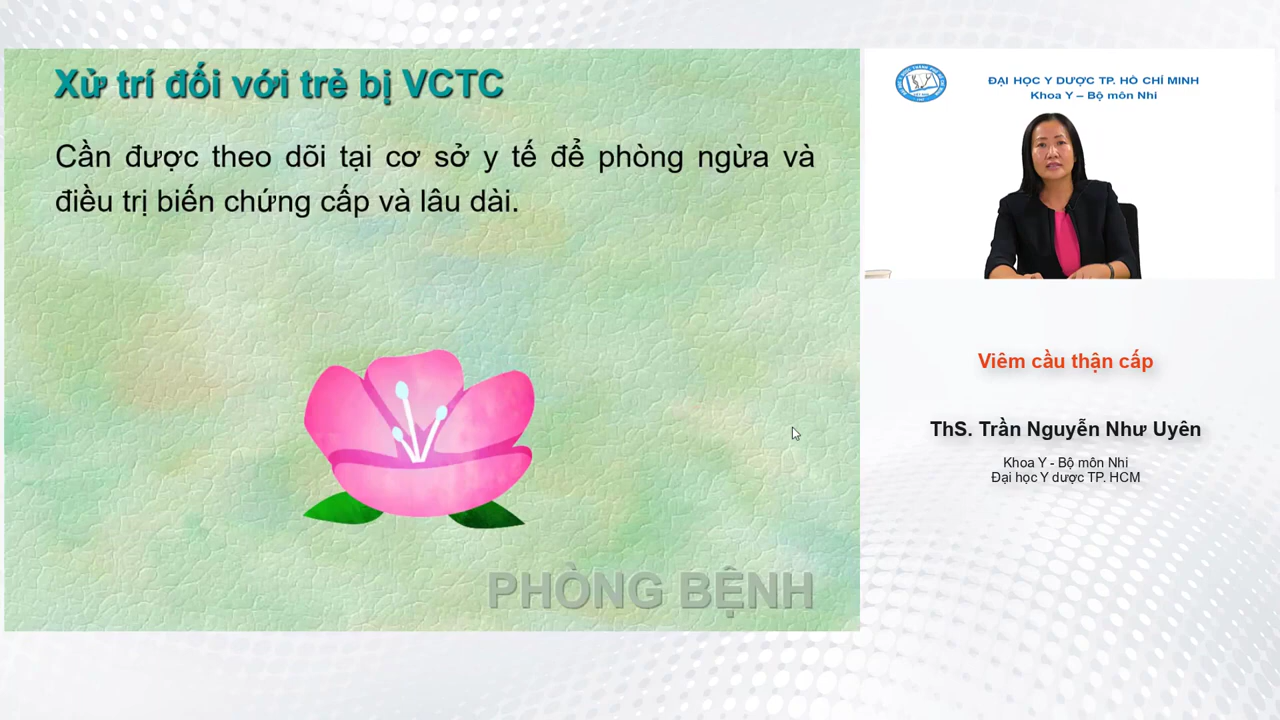 Xử trí đối với trẻ bị VCTC
Cần được theo dõi tại cơ sở y tế để phòng ngừa và
điều trị biến chứng cấp và lâu dài.
PHÒNG BỆNH
ĐẠI HỌC Y DƯỢC TP. HỒ CHÍ MINH
Khoa Y – Bộ môn Nhi
Viêm cầu thận cấp
ThS. Trần Nguyễn Như Uyên
Khoa Y - Bộ môn Nhi
Đại học Y dược TP. HCM